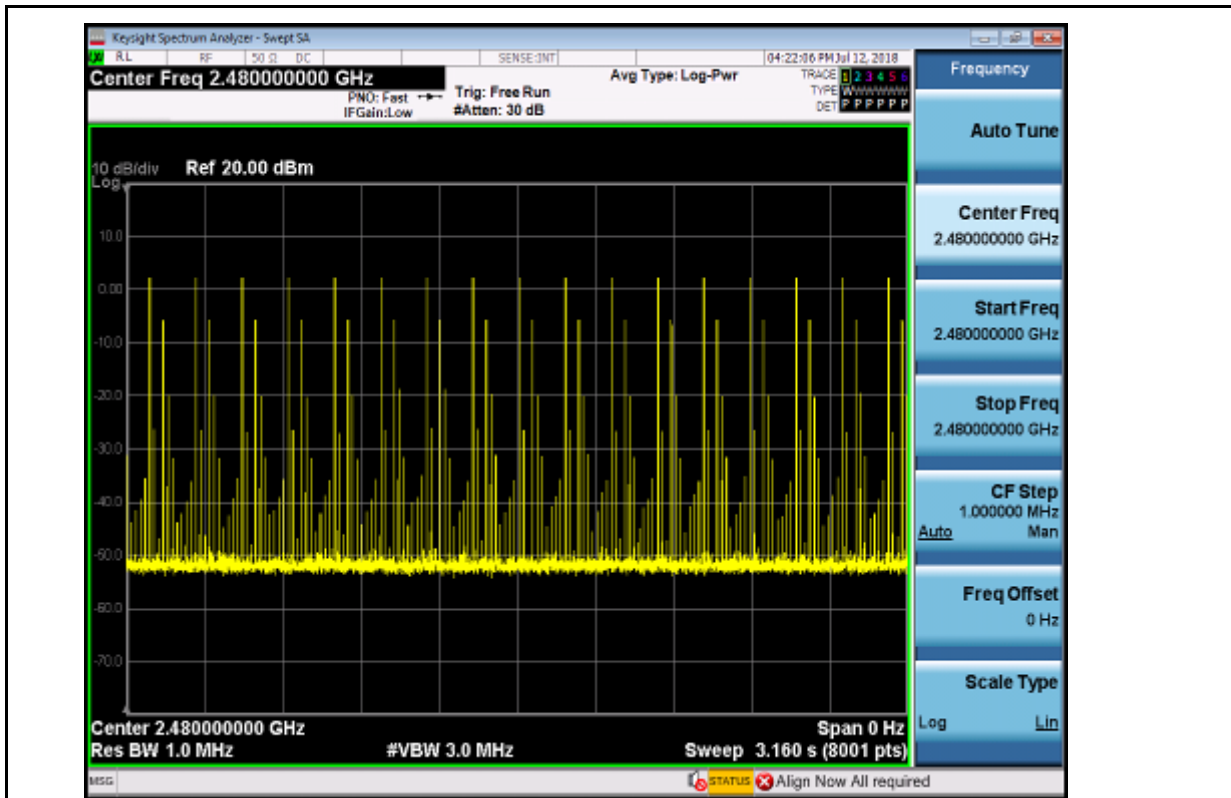 Keysight Spectrum Analyzer - Swept SA
RL RF 50 Ω DC SENSE:INT 04:22:06 PM Jul 12, 2018
Center Freq 2.480000000 GHz
PNO: Fast
IFGain:Low
Trig: Free Run
#Atten: 30 dB
Avg Type: Log-Pwr
TRACE 1 2 3 4 5 6
TYPE W W W W W W
DET P P P P P P
10 dB/div Ref 20.00 dBm
Log
10.0
0.00
-10.0
-20.0
-30.0
-40.0
-50.0
-60.0
-70.0
Center 2.480000000 GHz Span 0 Hz
Res BW 1.0 MHz #VBW 3.0 MHz Sweep 3.160 s (8001 pts)
MSG STATUS Align Now All required
Frequency
Auto Tune
Center Freq
2.480000000 GHz
Start Freq
2.480000000 GHz
Stop Freq
2.480000000 GHz
CF Step
1.000000 MHz
Auto Man
Freq Offset
0 Hz
Scale Type
Log Lin